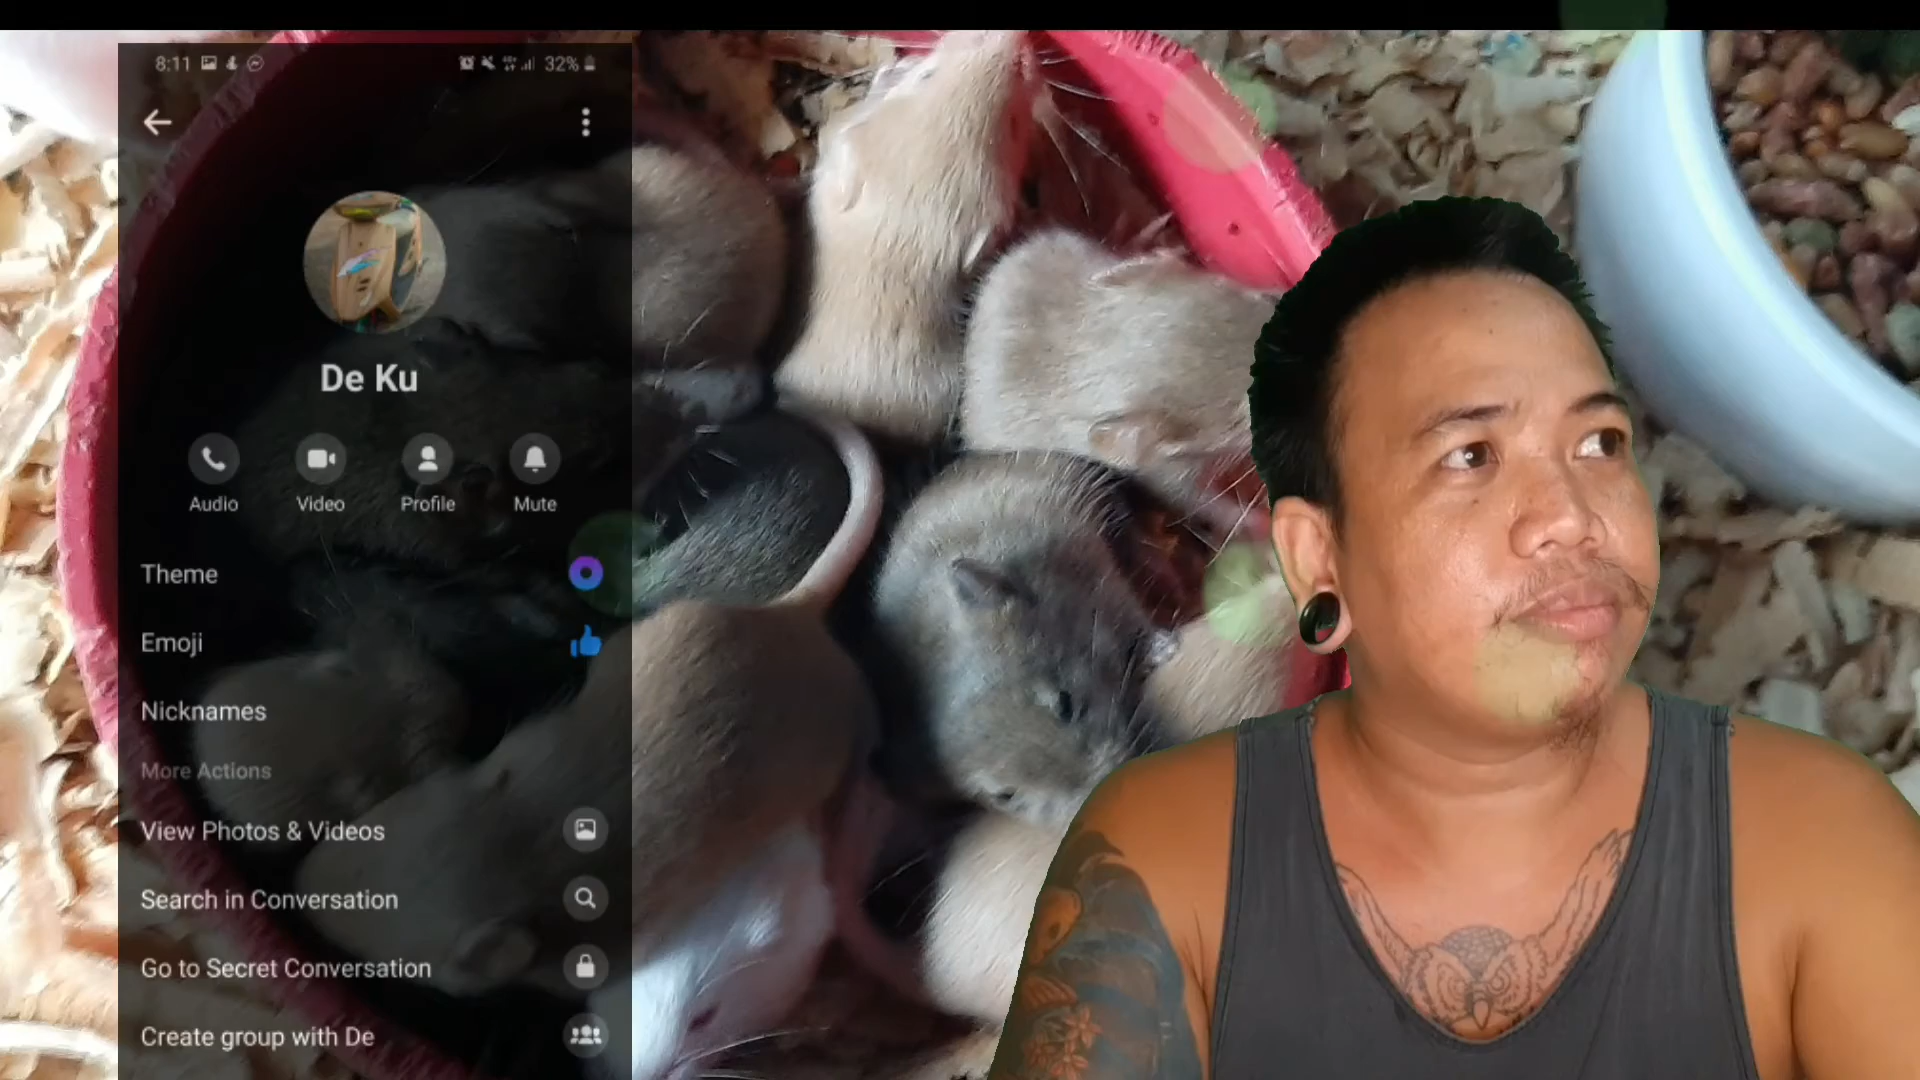 8:11 32%
De Ku
Audio Video Profile Mute
Theme
Emoji
Nicknames
More Actions
View Photos & Videos
Search in Conversation
Go to Secret Conversation
Create group with De